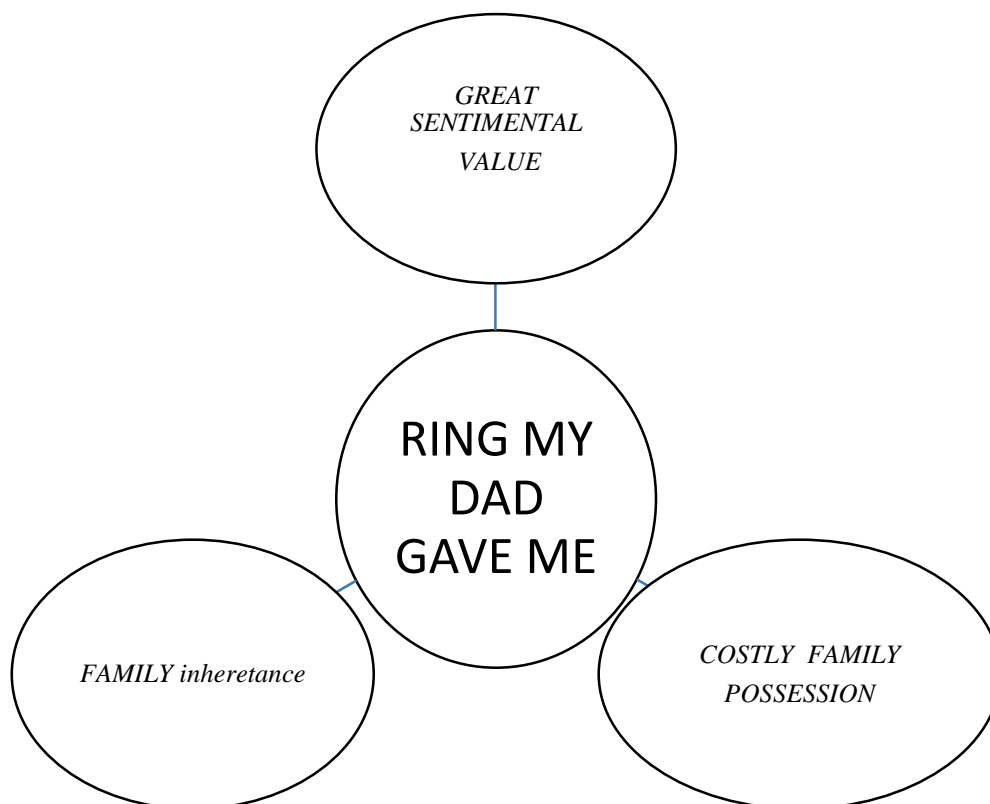 GREAT
SENTIMENTAL
VALUE
RING MY
DAD
GAVE ME
FAMILY inheretance
COSTLY FAMILY
POSSESSION